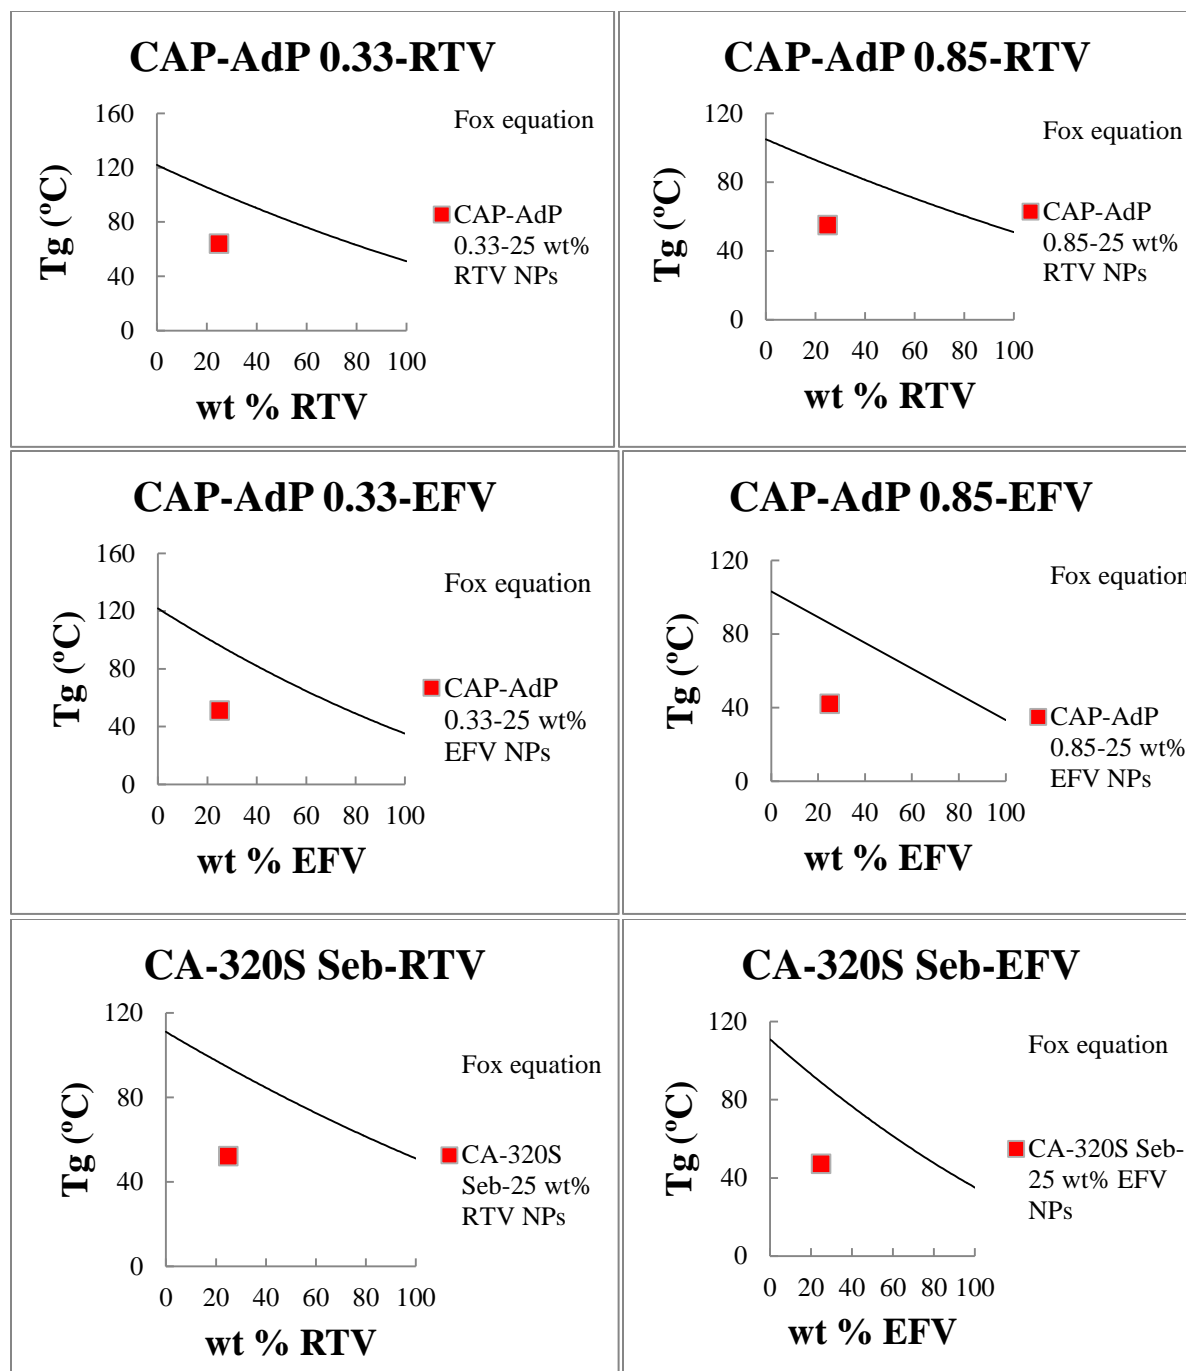 CAP-AdP 0.33-RTV
Fox equation
160
120
80
40
0
Tg (ºC)
CAP-AdP
0.33-25 wt%
RTV NPs
0 20 40 60 80 100
wt % RTV
CAP-AdP 0.85-RTV
Fox equation
120
80
40
0
Tg (ºC)
CAP-AdP
0.85-25 wt%
RTV NPs
0 20 40 60 80 100
wt % RTV
CAP-AdP 0.33-EFV
Fox equation
160
120
80
40
0
Tg (ºC)
CAP-AdP
0.33-25 wt%
EFV NPs
0 20 40 60 80 100
wt % EFV
CAP-AdP 0.85-EFV
Fox equation
120
80
40
0
Tg (ºC)
CAP-AdP
0.85-25 wt%
EFV NPs
0 20 40 60 80 100
wt % EFV
CA-320S Seb-RTV
Fox equation
120
80
40
0
Tg (ºC)
CA-320S
Seb-25 wt%
RTV NPs
0 20 40 60 80 100
wt % RTV
CA-320S Seb-EFV
Fox equation
120
80
40
0
Tg (ºC)
CA-320S Seb-
25 wt% EFV
NPs
0 20 40 60 80 100
wt % EFV